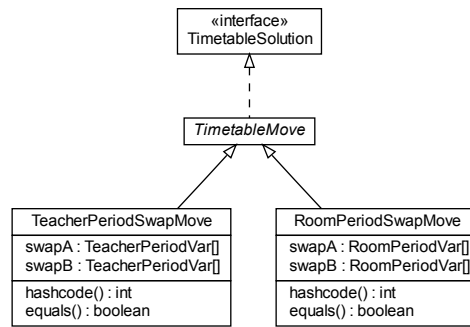 «interface»
TimetableSolution
TimetableMove
TeacherPeriodSwapMove
swapA : TeacherPeriodVar[]
swapB : TeacherPeriodVar[]
hashcode() : int
equals() : boolean
RoomPeriodSwapMove
swapA : RoomPeriodVar[]
swapB : RoomPeriodVar[]
hashcode() : int
equals() : boolean